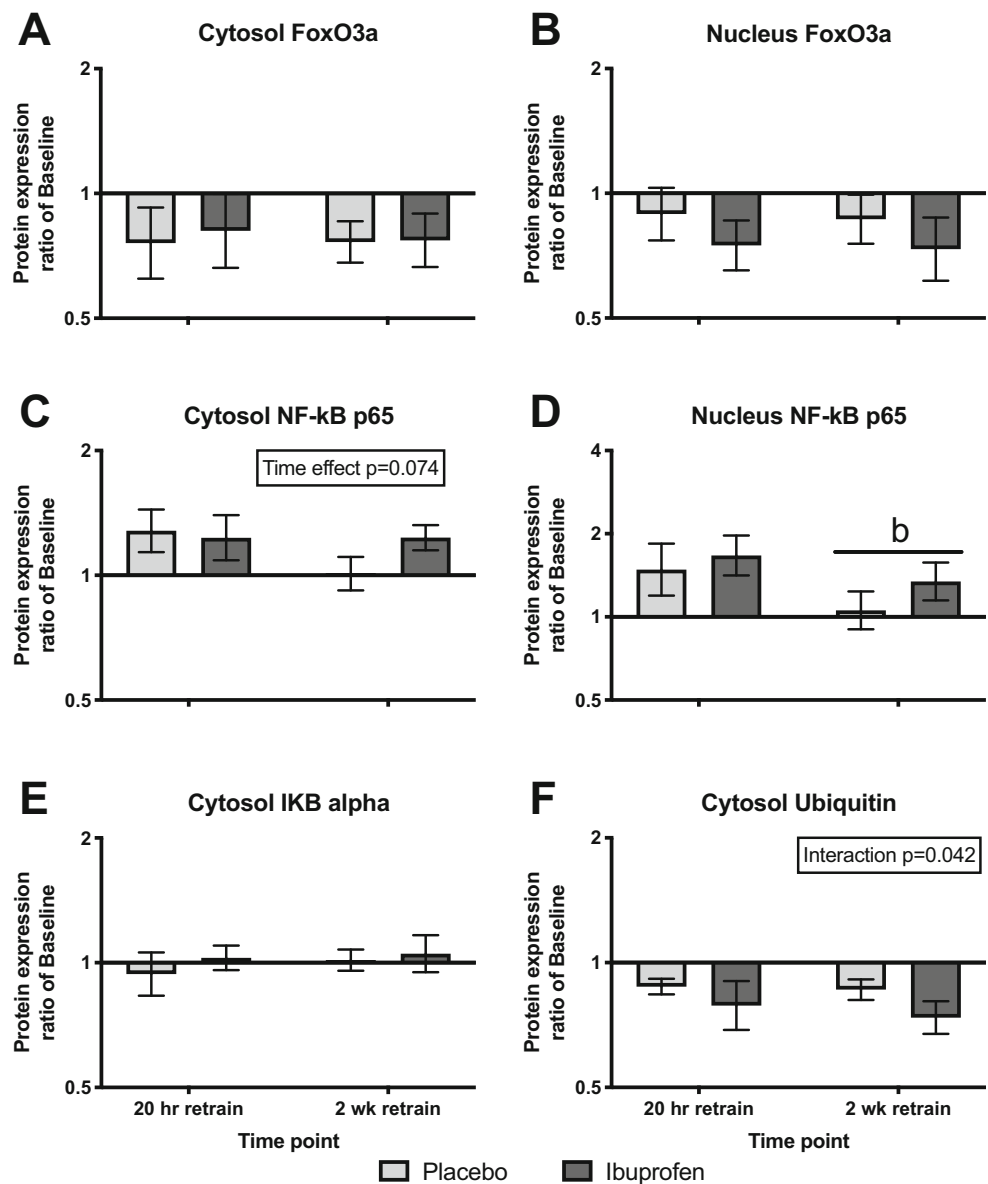 A
Cytosol FoxO3a
Protein expression
ratio of Baseline
2
1
0.5
B
Nucleus FoxO3a
Protein expression
ratio of Baseline
2
1
0.5
C
Cytosol NF-kB p65
Protein expression
ratio of Baseline
2
1
0.5
Time effect p=0.074
D
Nucleus NF-kB p65
Protein expression
ratio of Baseline
4
2
1
0.5
b
E
Cytosol IKB alpha
Protein expression
ratio of Baseline
2
1
0.5
20 hr retrain
2 wk retrain
Time point
F
Cytosol Ubiquitin
Protein expression
ratio of Baseline
2
1
0.5
Interaction p=0.042
20 hr retrain
2 wk retrain
Time point
Placebo
Ibuprofen